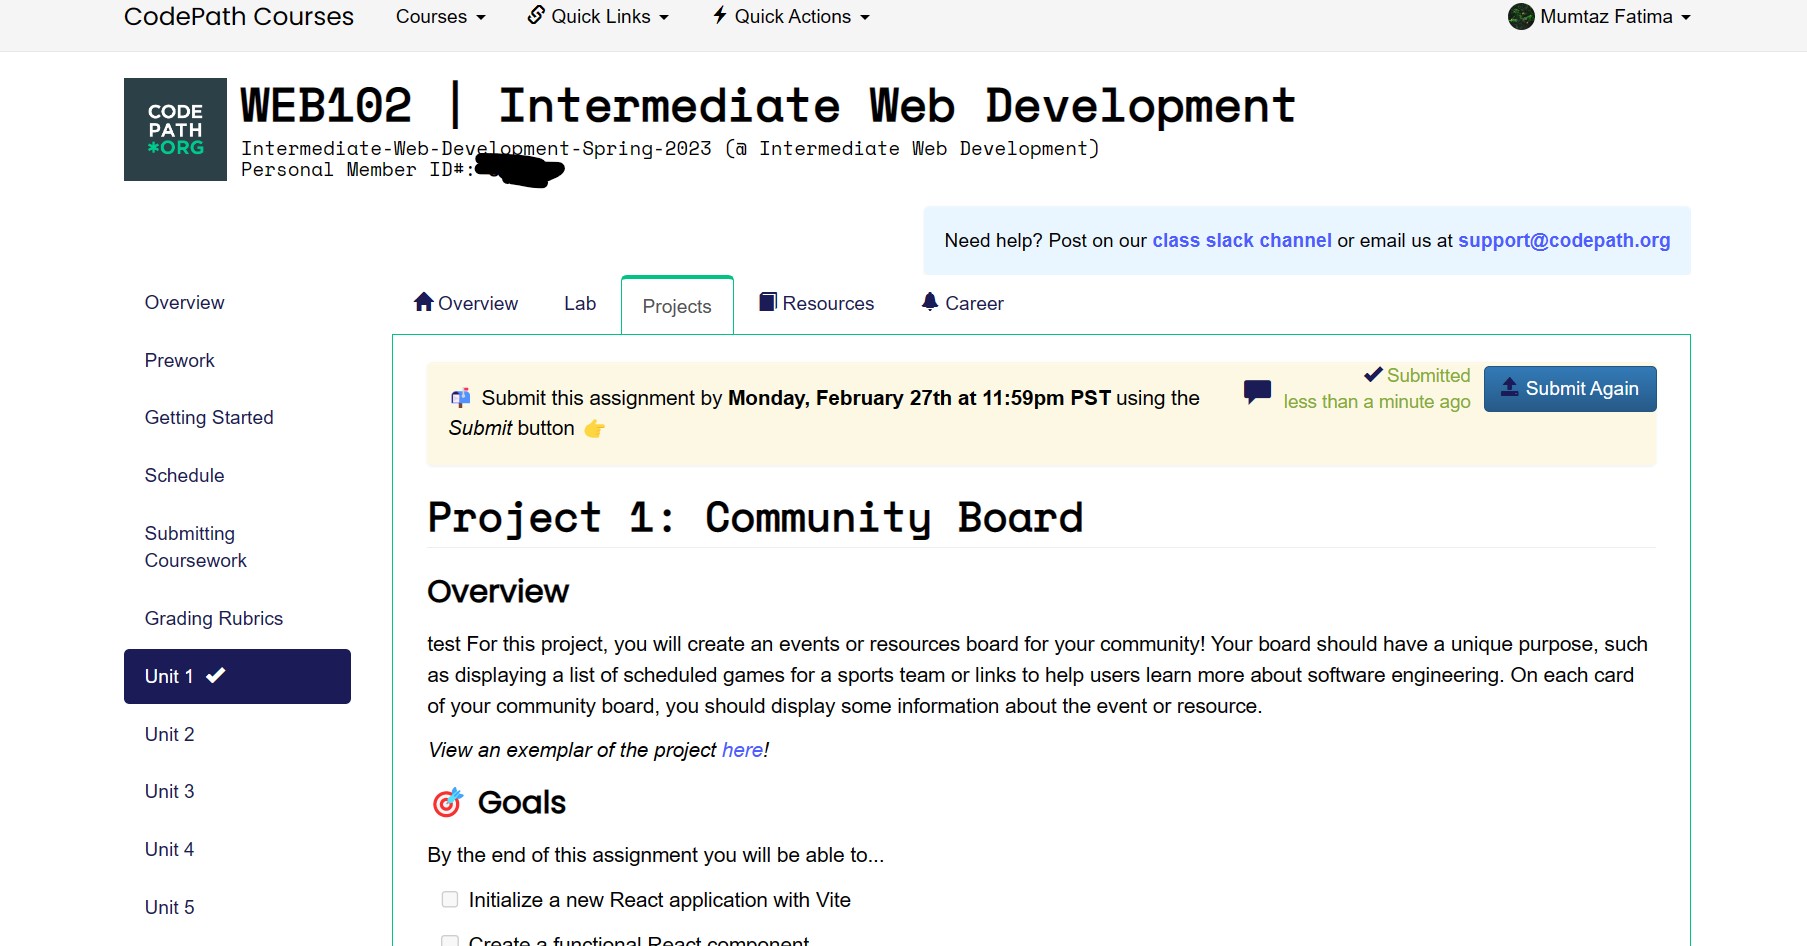 CodePath Courses Courses Quick Links Quick Actions Mumtaz Fatima
CODE
PATH
*ORG
WEB102 | Intermediate Web Development
Intermediate-Web-Development-Spring-2023 (@ Intermediate Web Development)
Personal Member ID#:
Need help? Post on our class slack channel or email us at support@codepath.org
Overview
Prework
Getting Started
Schedule
Submitting
Coursework
Grading Rubrics
Unit 1
Unit 2
Unit 3
Unit 4
Unit 5
Overview Lab Projects Resources Career
Submit this assignment by Monday, February 27th at 11:59pm PST using the
Submit button
Submitted
less than a minute ago
Submit Again
Project 1: Community Board
Overview
test For this project, you will create an events or resources board for your community! Your board should have a unique purpose, such
as displaying a list of scheduled games for a sports team or links to help users learn more about software engineering. On each card
of your community board, you should display some information about the event or resource.
View an exemplar of the project here!
Goals
By the end of this assignment you will be able to...
Initialize a new React application with Vite
Create a functional React component